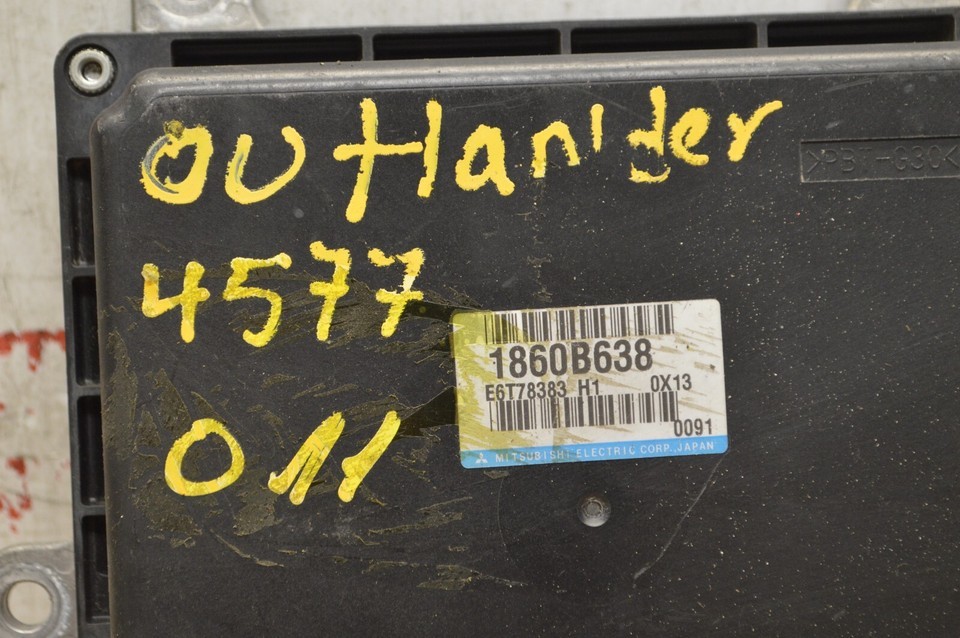 outlander
4577
011
1860B638
E6T78383 H1 0X13
0091
MITSUBISHI ELECTRIC CORP.,JAPAN